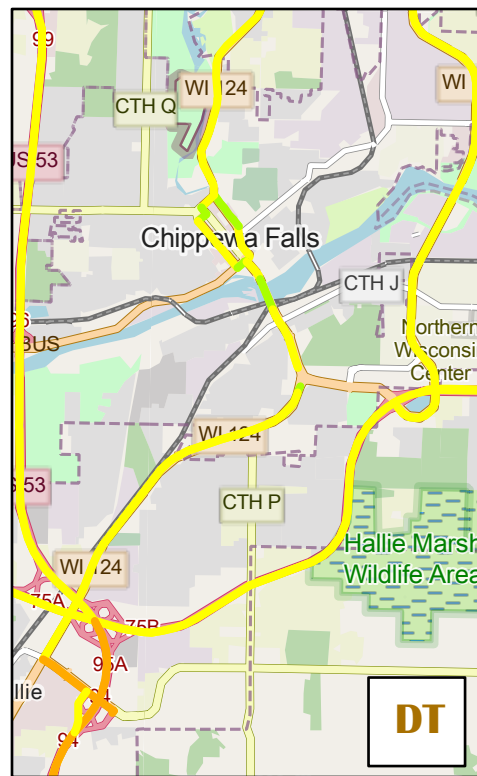 99
WI 124
WI
CTH Q
US 53
Chippewa Falls
CTH J
BUS
Northern
Wisconsin
Center
WI 124
S 53
CTH P
Hallie Marsh
Wildlife Area
WI 124
75A
75B
95A
llie
94
94
DT